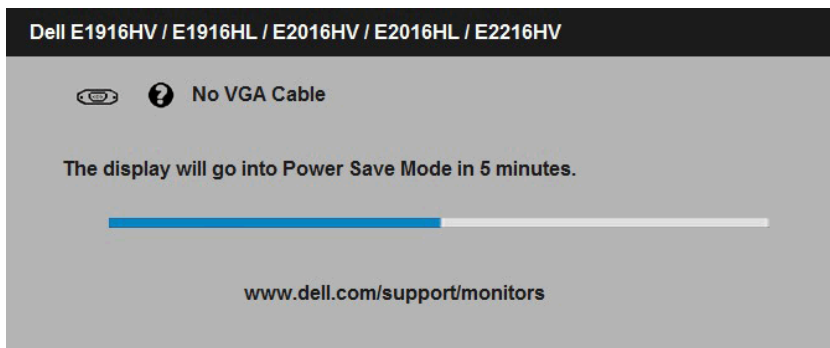 Dell E1916HV / E1916HL / E2016HV / E2016HL / E2216HV
? No VGA Cable
The display will go into Power Save Mode in 5 minutes.
www.dell.com/support/monitors